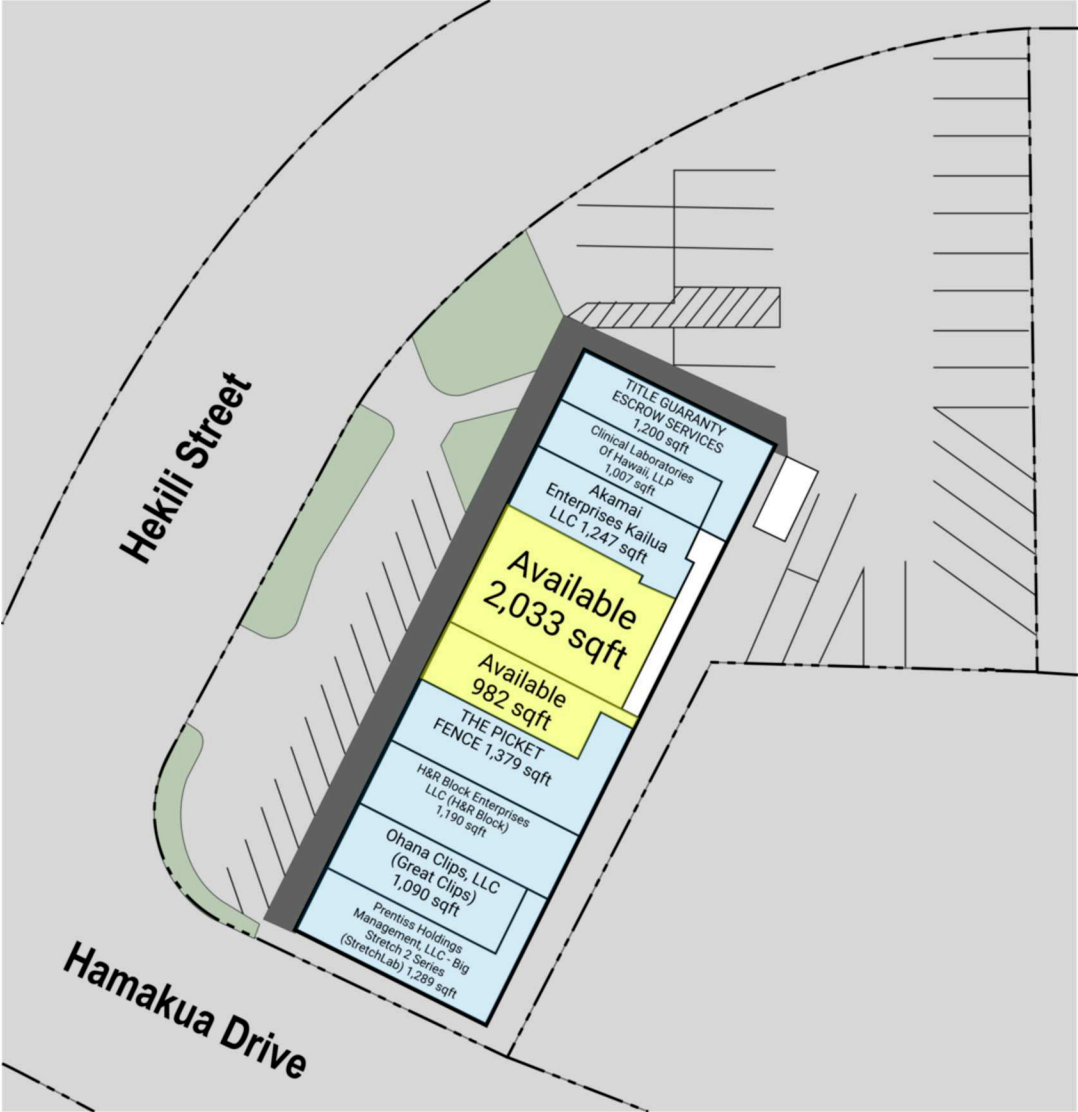 Hekili Street
TITLE GUARANTY
ESCROW SERVICES
1,200 sqft
Clinical Laboratories
Of Hawaii, LLP
1,007 sqft
Akamai
Enterprises Kailua
LLC 1,247 sqft
Available
2,033 sqft
Available
982 sqft
THE PICKET
FENCE 1,379 sqft
H&R Block Enterprises
LLC (H&R Block)
1,190 sqft
Ohana Clips, LLC
(Great Clips)
1,090 sqft
Prentiss Holdings
Management, LLC - Big
Stretch 2 Series
(StretchLab) 1,289 sqft
Hamakua Drive